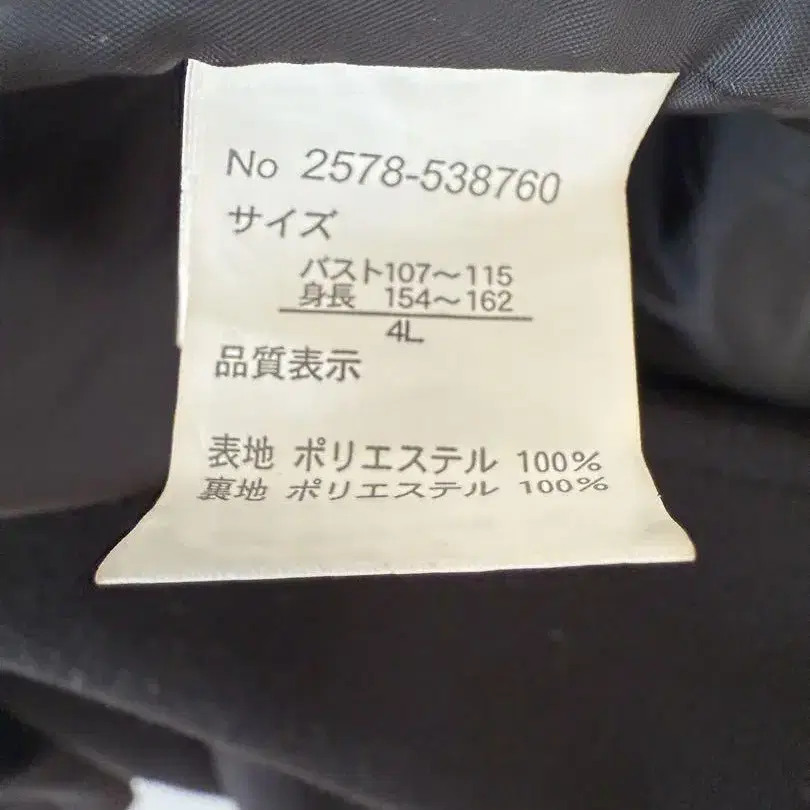 No 2578-538760
サイズ
バスト107〜115
身長 154〜162
4L
品質表示
表地 ポリエステル 100%
裏地 ポリエステル 100%